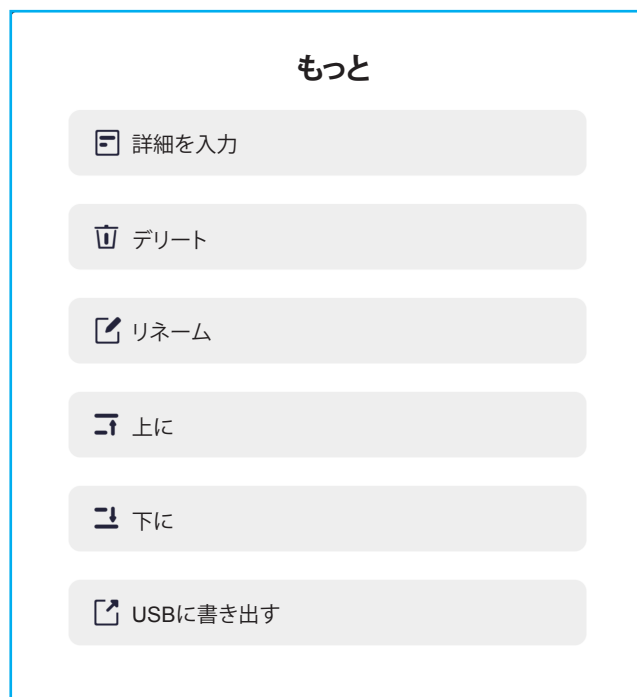 もっと
詳細を入力
デリート
リネーム
上に
下に
USBに書き出す